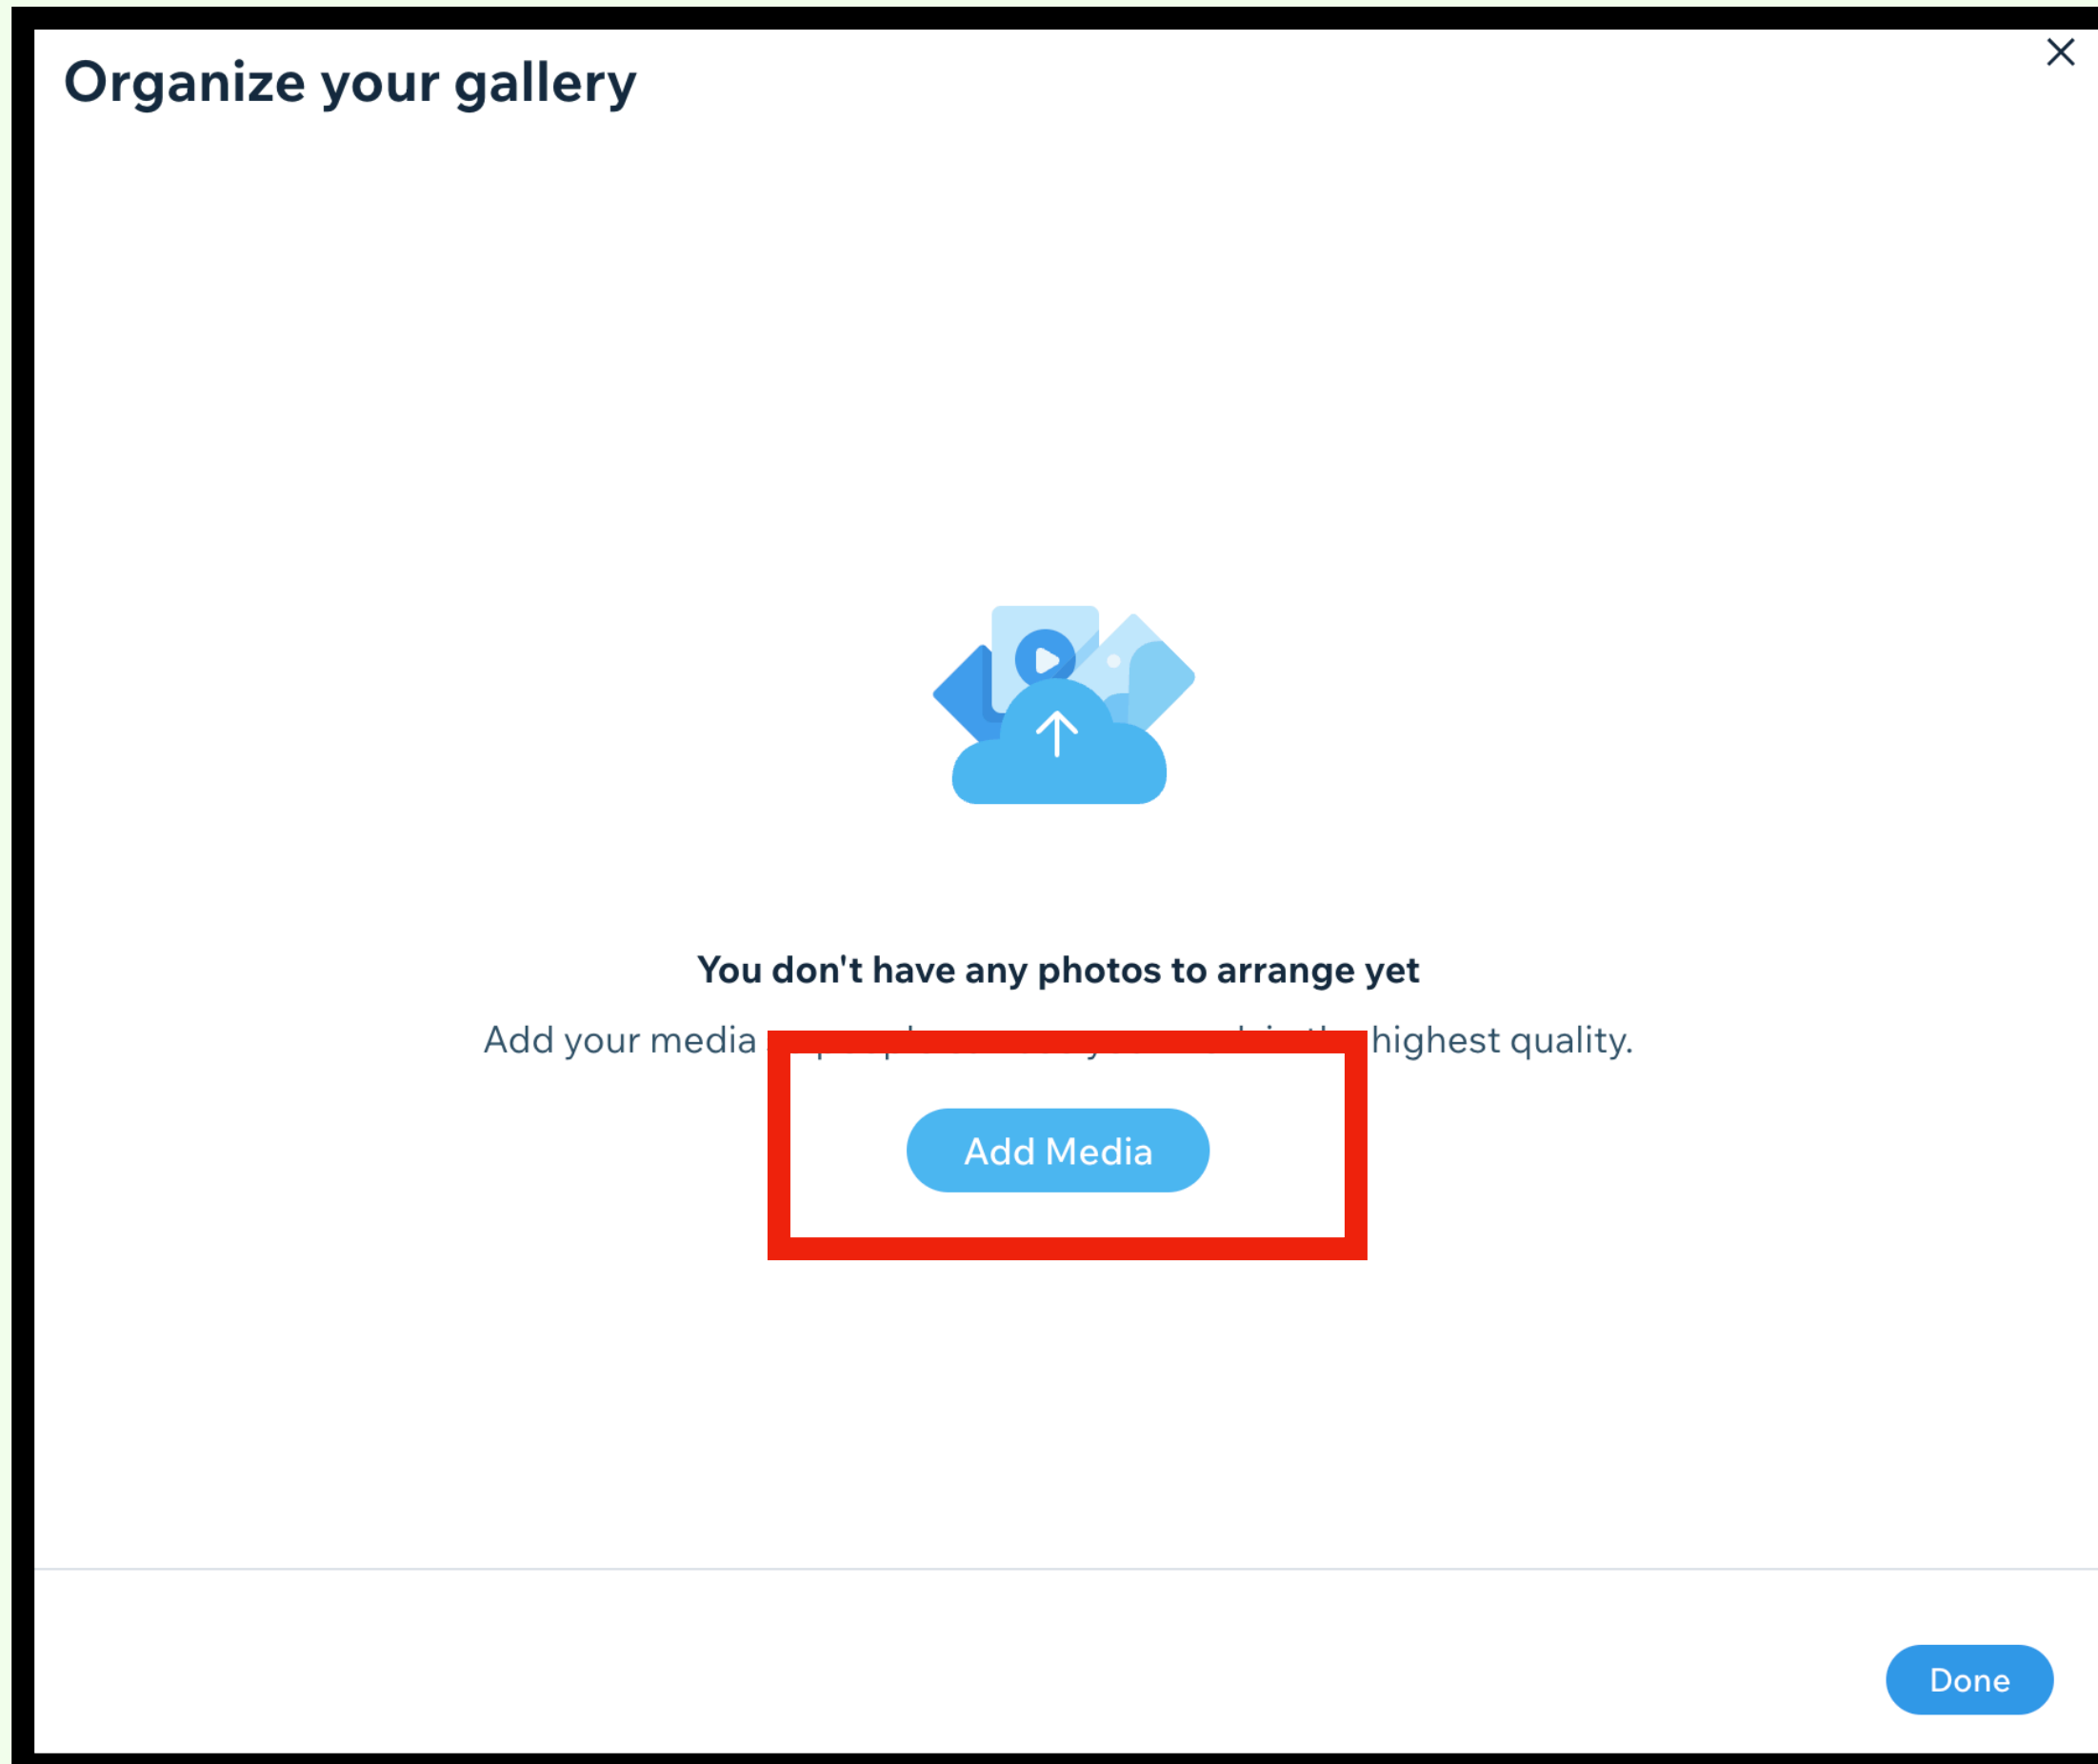 Organize your gallery
You don't have any photos to arrange yet
Add your media highest quality.
Add Media
Done